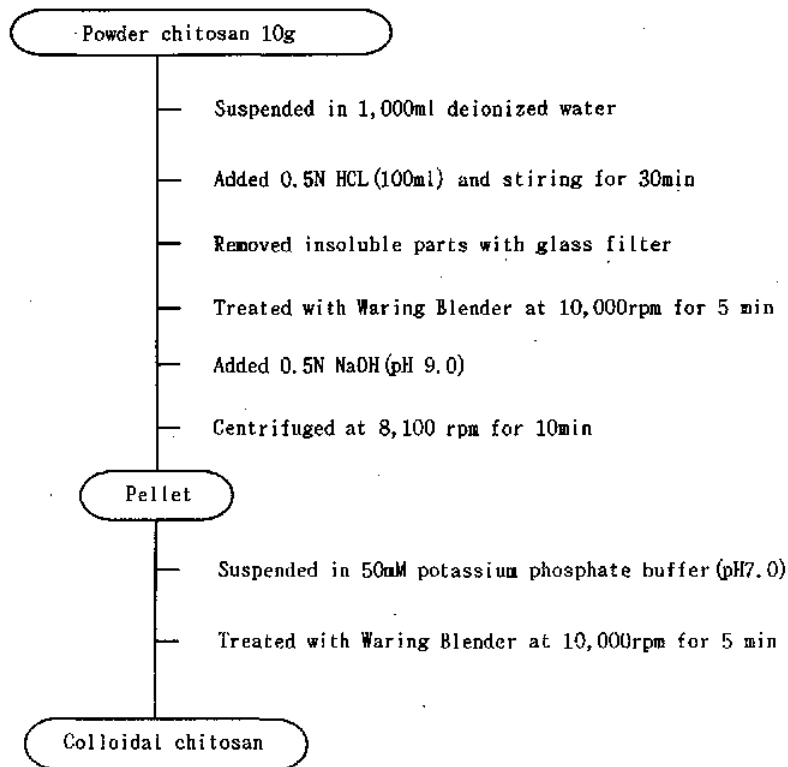 Powder chitosan 10g
Suspended in 1,000ml deionized water
Added 0.5N HCL(100ml) and stiring for 30min
Removed insoluble parts with glass filter
Treated with Waring Blender at 10,000rpm for 5 min
Added 0.5N NaOH(pH 9.0)
Centrifuged at 8,100 rpm for 10min
Pellet
Suspended in 50mM potassium phosphate buffer(pH7.0)
Treated with Waring Blender at 10,000rpm for 5 min
Colloidal chitosan